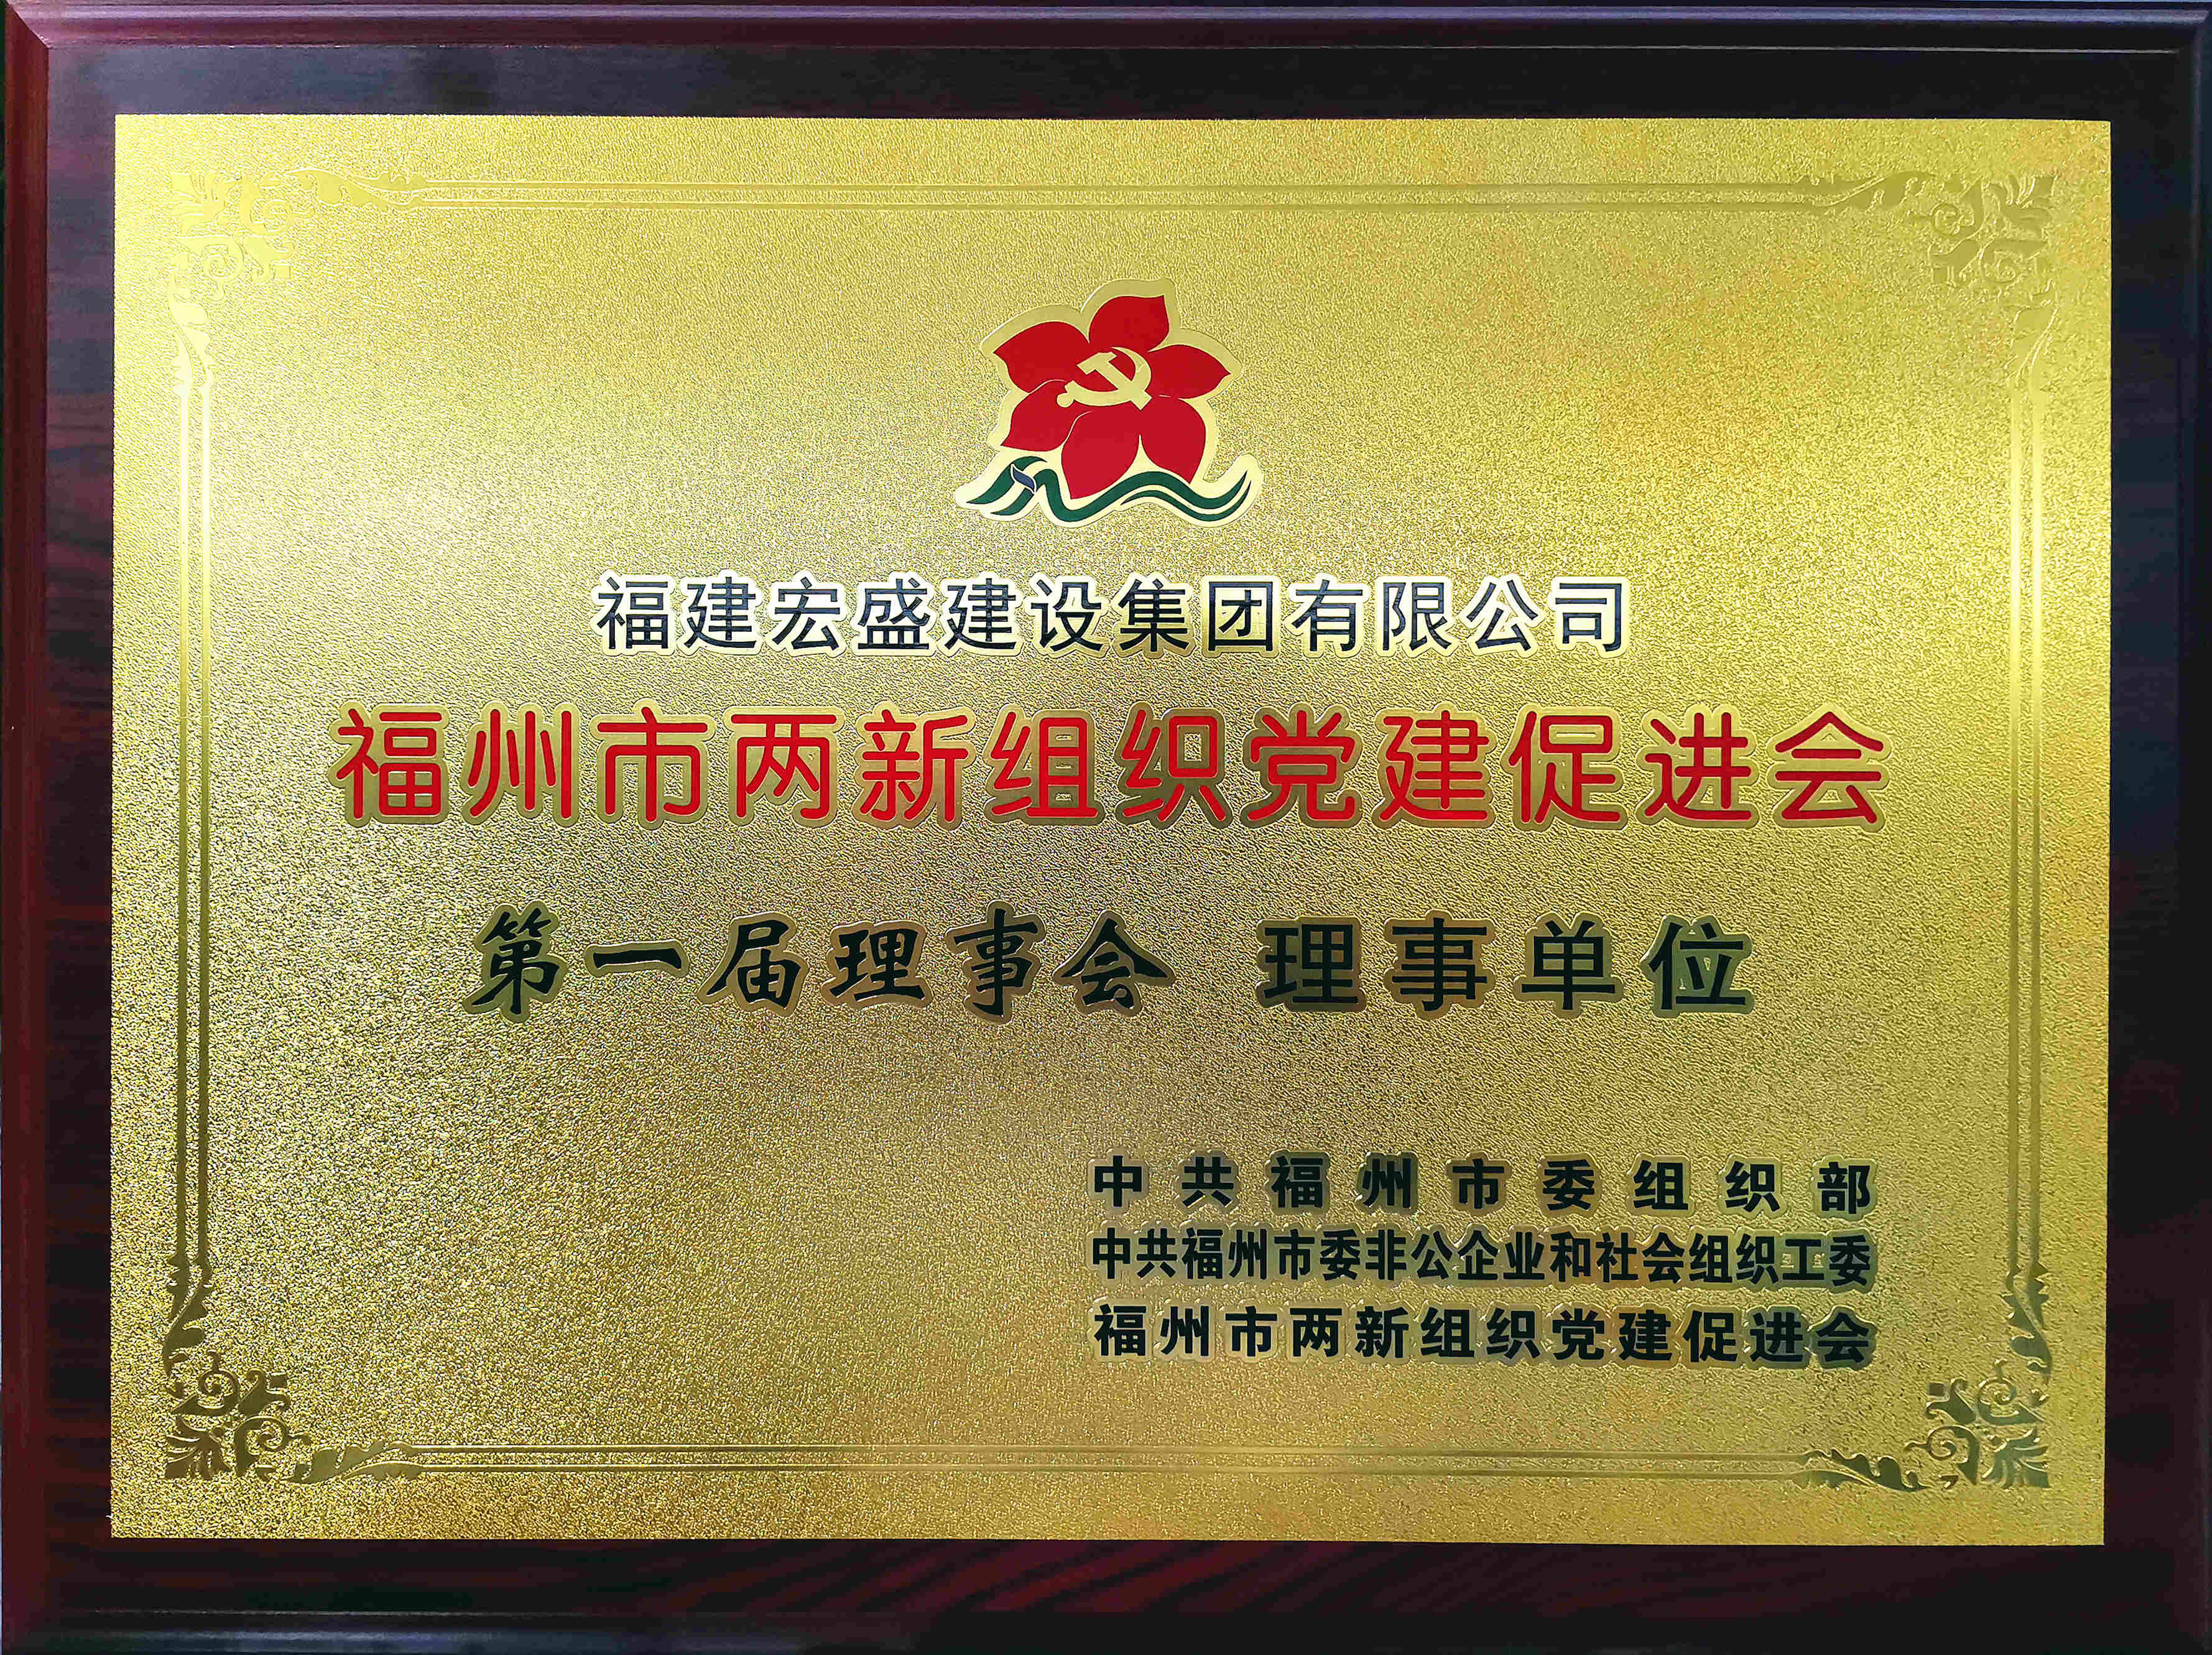 福建宏盛建设集团有限公司
福州市两新组织党建促进会
第一届理事会 理事单位
中共福州市委组织部
中共福州市委非公企业和社会组织工委
福州市两新组织党建促进会